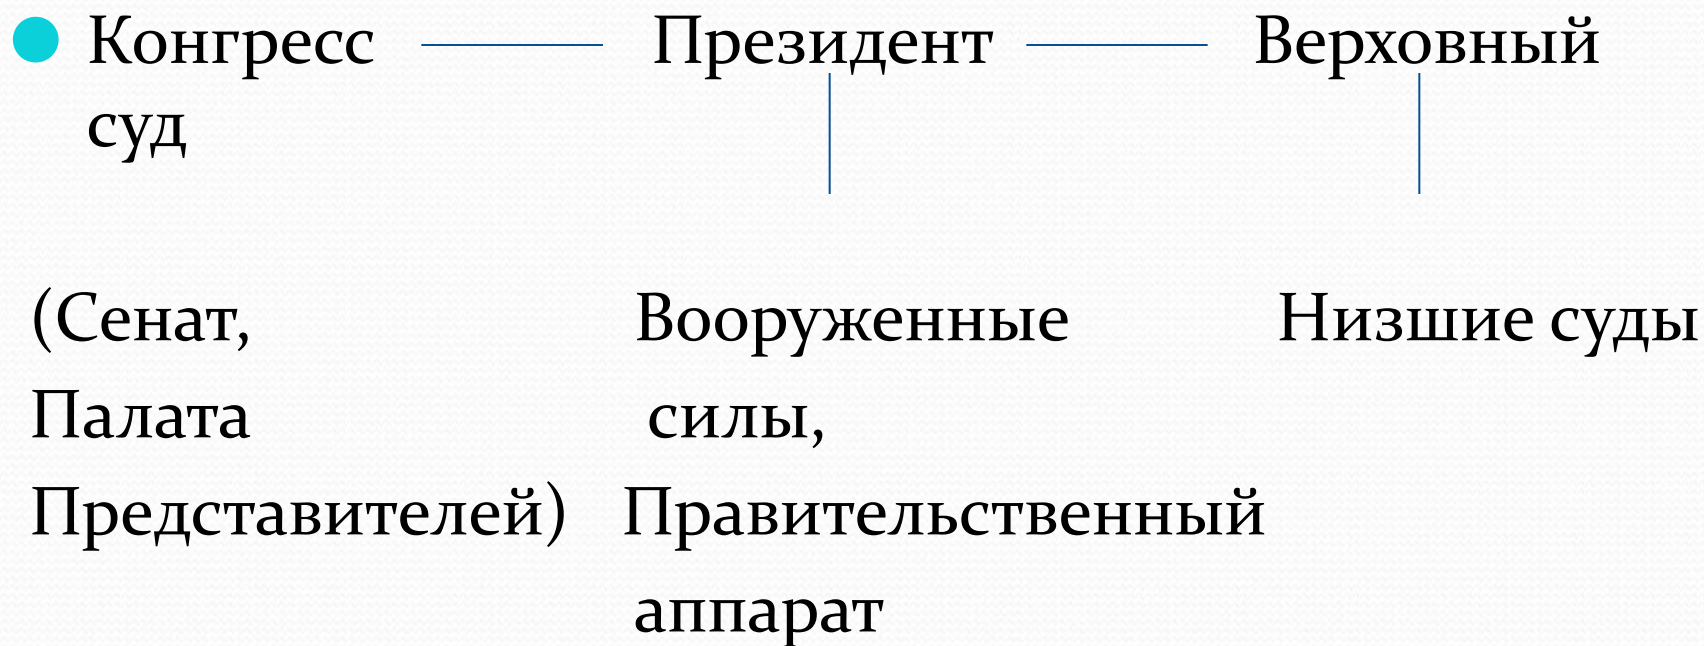 Конгресс Президент Верховный
суд
(Сенат, Вооруженные Низшие суды
Палата силы,
Представителей) Правительственный
аппарат